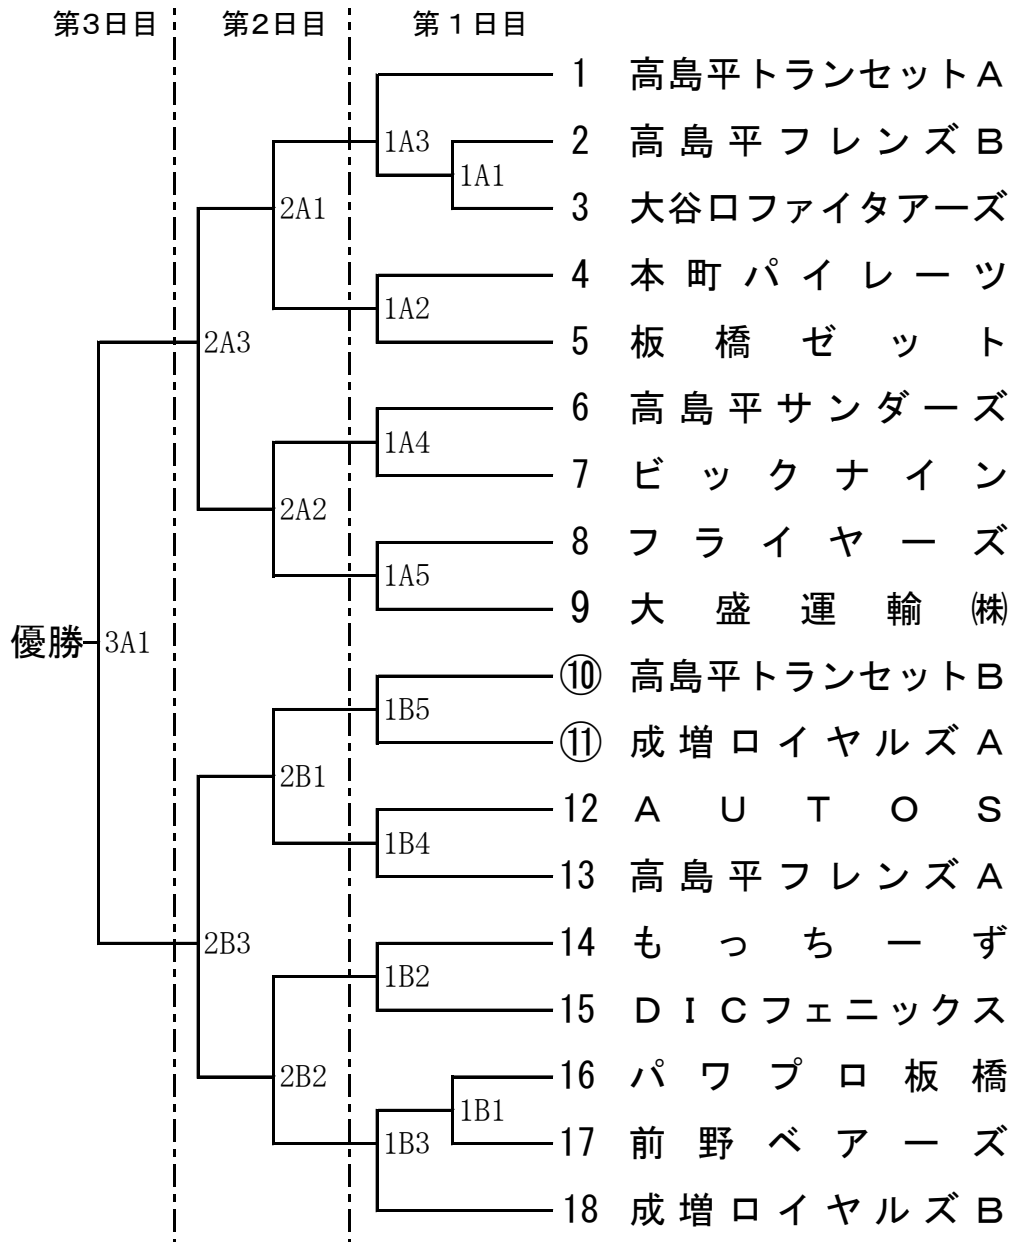 第3日目 第2日目 第1日目
1 高島平トランセットA
1A3 2 高島平フレンズB
1A1
2A1 3 大谷口ファイタアーズ
4 本町パイレーツ
1A2
2A3 5 板橋ゼット
6 高島平サンダーズ
1A4
7 ビックナイン
2A2
8 フライヤーズ
1A5
9 大盛運輸㈱
優勝 3A1
⑩ 高島平トランセットB
1B5
⑪ 成増ロイヤルズA
2B1
12 AUTOS
1B4
13 高島平フレンズA
2B3 14 もっちーず
1B2
15 DICフェニックス
2B2 16 パワプロ板橋
1B1
1B3 17 前野ベアーズ
18 成増ロイヤルズB